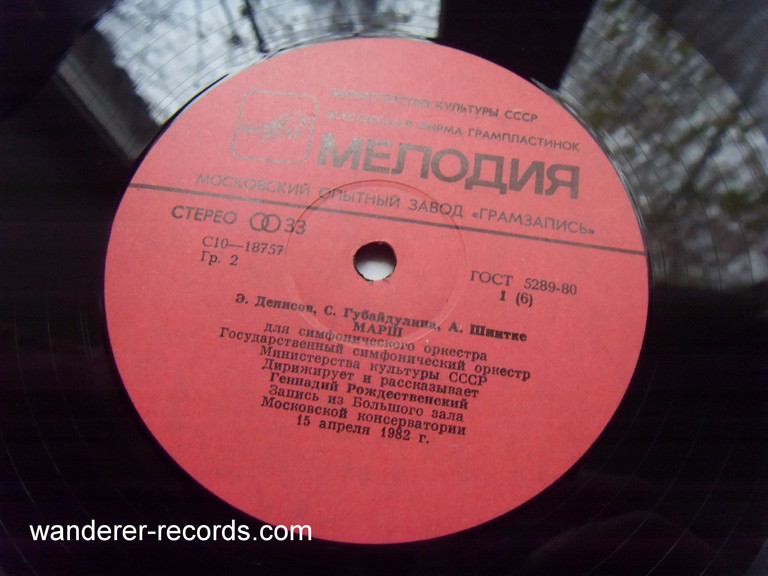 МИНИСТЕРСТВО КУЛЬТУРЫ СССР
ВСЕСОЮЗНАЯ ФИРМА ГРАМПЛАСТИНОК
МЕЛОДИЯ
МОСКОВСКИЙ ОПЫТНЫЙ ЗАВОД «ГРАМЗАПИСЬ»
СТЕРЕО 33
С10—18757
Гр. 2
ГОСТ 5289-80
1 (6)
Э. Денисов, С. Губайдулина, А. Шнитке
МАРШ
для симфонического оркестра
Государственный симфонический оркестр
Министерства культуры СССР
Дирижирует и рассказывает
Геннадий Рождественский
Запись из Большого зала
Московской консерватории
15 апреля 1982 г.
wanderer-records.com